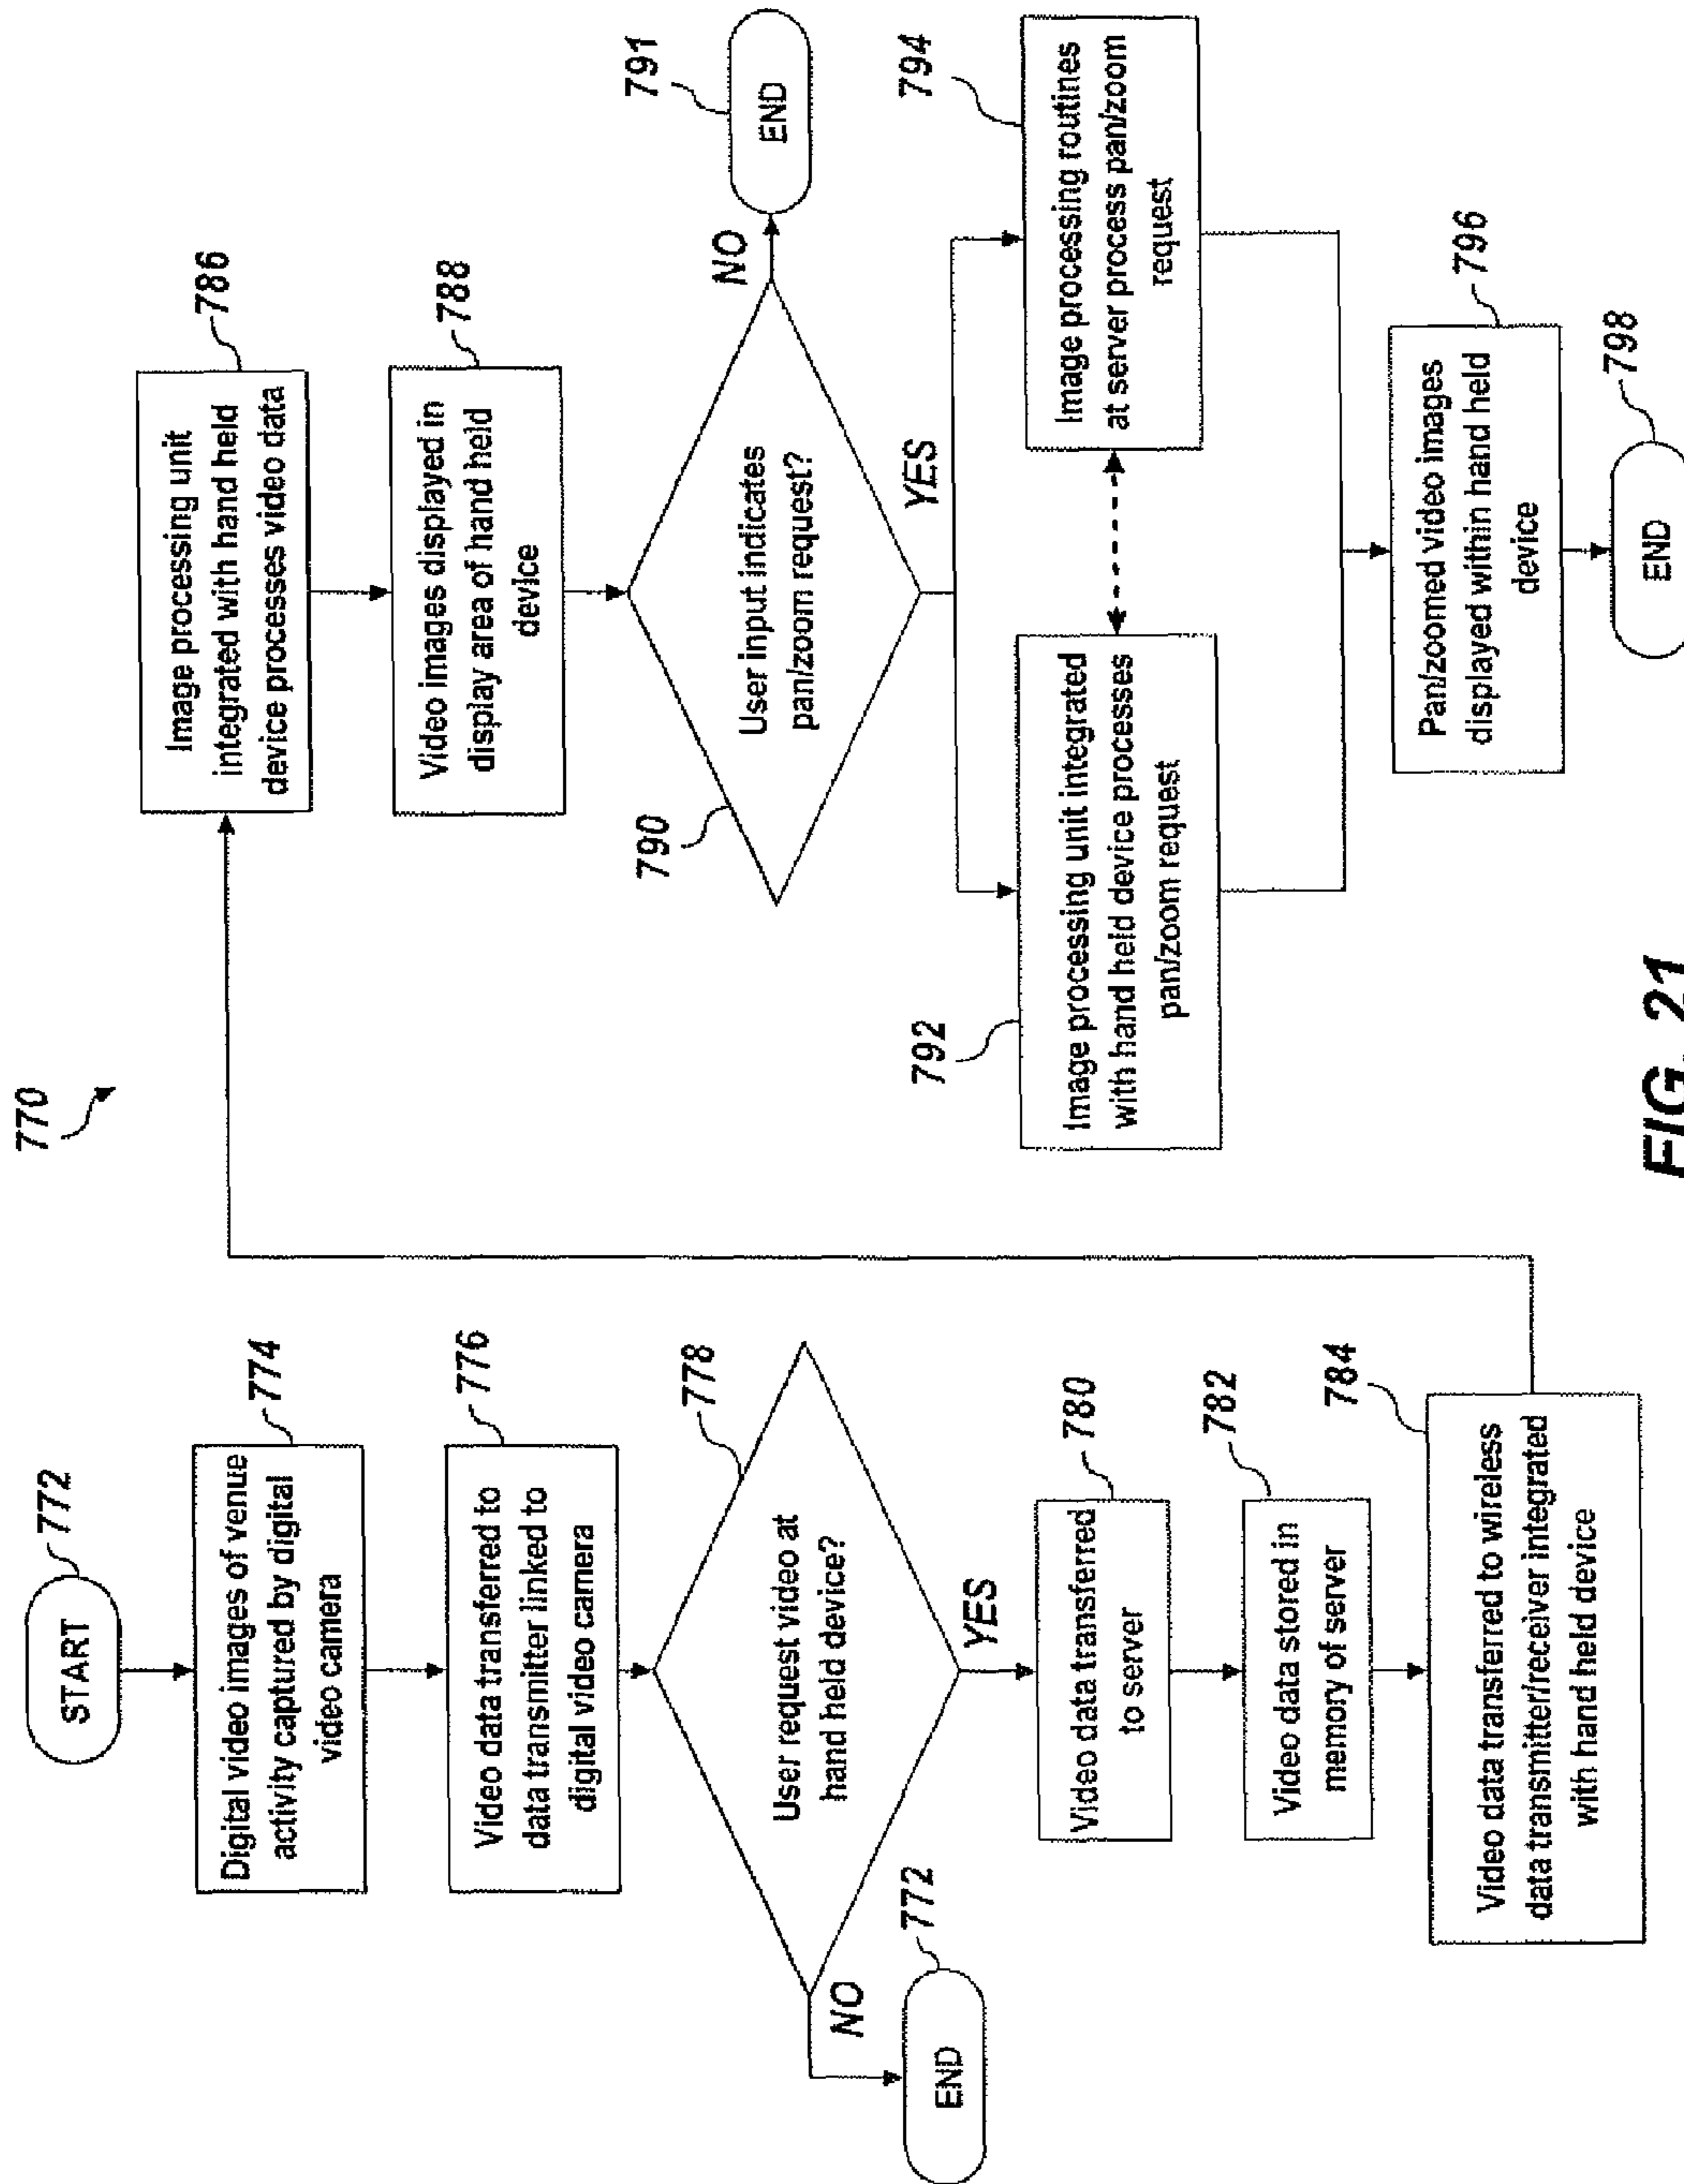 770
START
772
Digital video images of venue
activity captured by digital
video camera
774
Video data transferred to
data transmitter linked to
digital video camera
776
User request video at
hand held device?
778
NO
END
772
YES
Video data transferred
to server
780
Video data stored in
memory of server
782
Video data transferred to wireless
data transmitter/receiver integrated
with hand held device
784
Image processing unit
integrated with hand held
device processes video data
786
Video images displayed in
display area of hand held
device
788
User input indicates
pan/zoom request?
790
NO
END
791
YES
Image processing unit integrated
with hand held device processes
pan/zoom request
792
Image processing routines
at server process pan/zoom
request
794
Pan/zoomed video images
displayed within hand held
device
796
END
798
FIG. 21